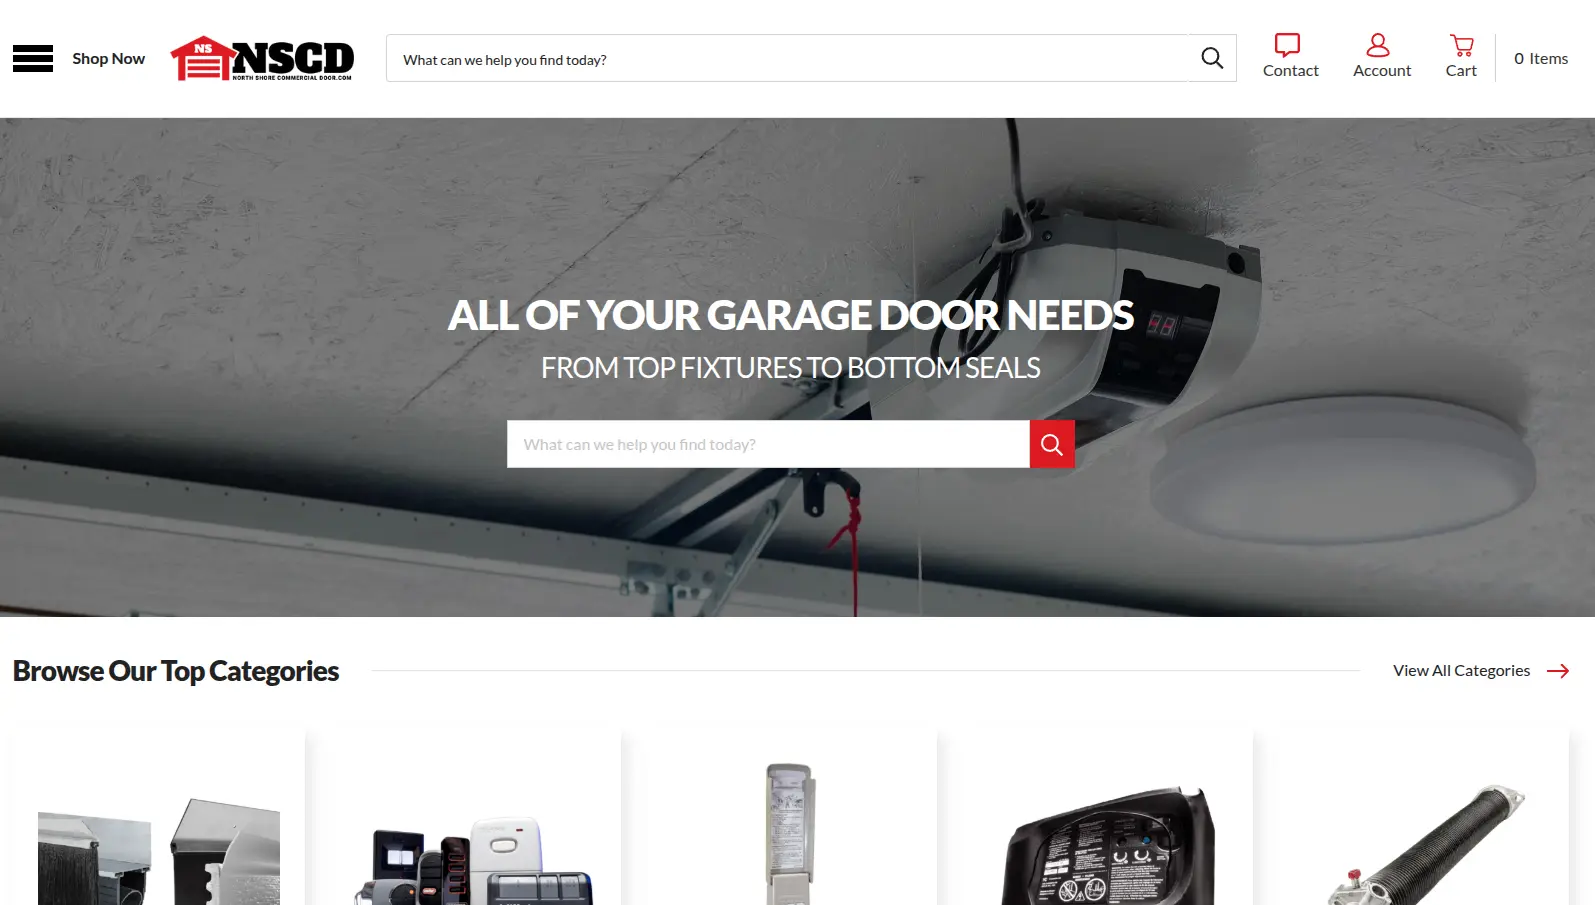 Shop Now
NS
NSCD
NORTH SHORE COMMERCIAL DOOR.COM
What can we help you find today?
Contact
Account
Cart
0 Items
ALL OF YOUR GARAGE DOOR NEEDS
FROM TOP FIXTURES TO BOTTOM SEALS
What can we help you find today?
Browse Our Top Categories
View All Categories